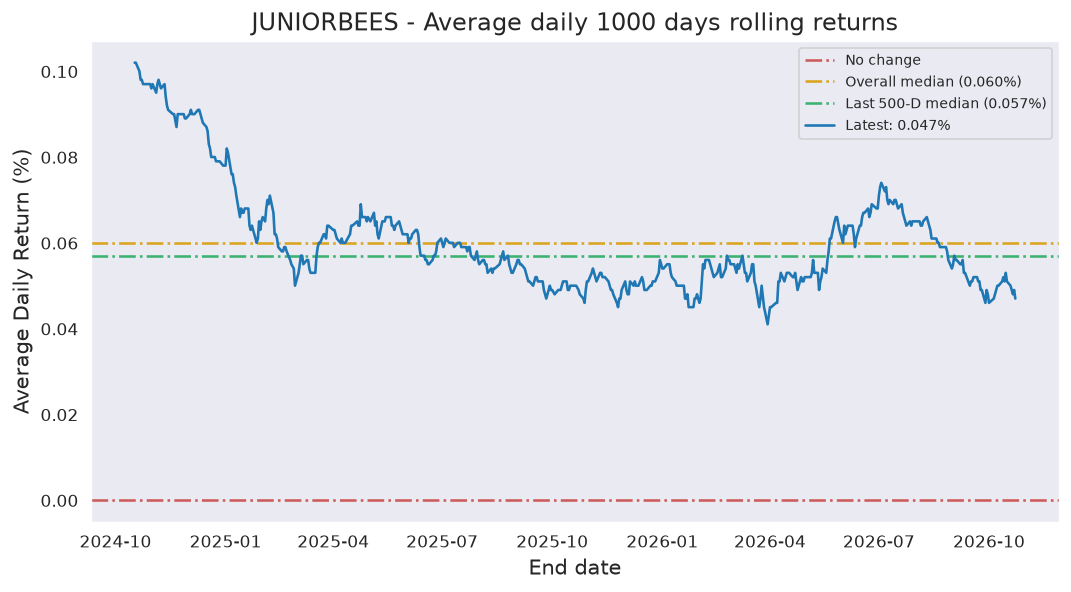 JUNIORBEES - Average daily 1000 days rolling returns
No change
Overall median (0.060%)
Last 500-D median (0.057%)
Latest: 0.047%
Average Daily Return (%)
0.10
0.08
0.06
0.04
0.02
0.00
2024-10 2025-01 2025-04 2025-07 2025-10 2026-01 2026-04 2026-07 2026-10
End date